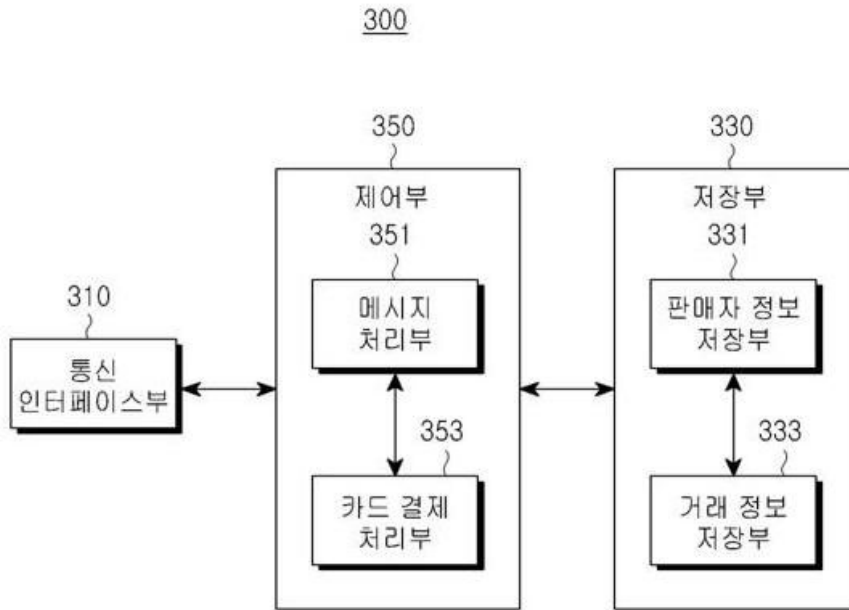 300
350
제어부
351
메시지
처리부
353
카드 결제
처리부
310
통신
인터페이스부
330
저장부
331
판매자 정보
저장부
333
거래 정보
저장부